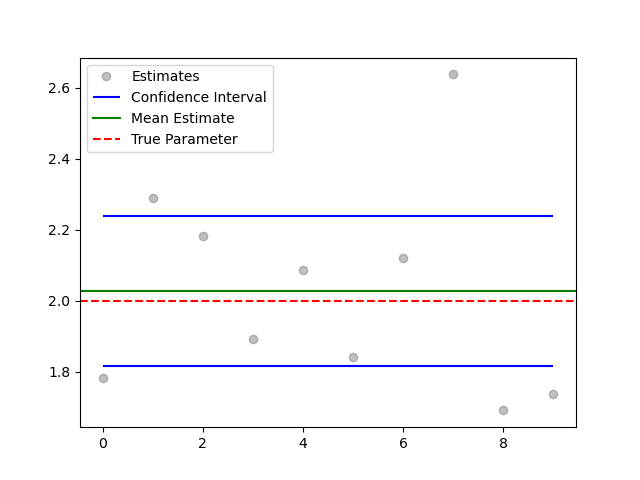 Estimates
Confidence Interval
Mean Estimate
True Parameter
2.6
2.4
2.2
2.0
1.8
0 2 4 6 8